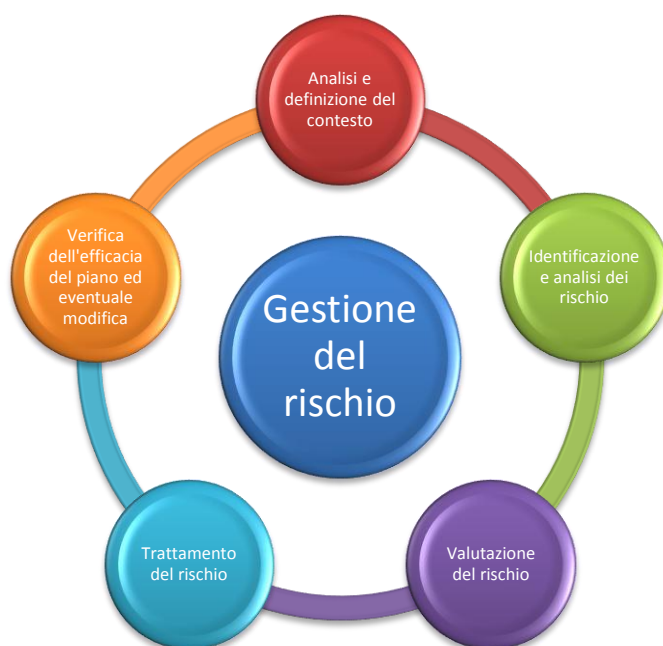 Analisi e
definizione del
contesto
Identificazione
e analisi dei
rischio
Valutazione
del rischio
Trattamento
del rischio
Verifica
dell'efficacia
del piano ed
eventuale
modifica
Gestione
del
rischio